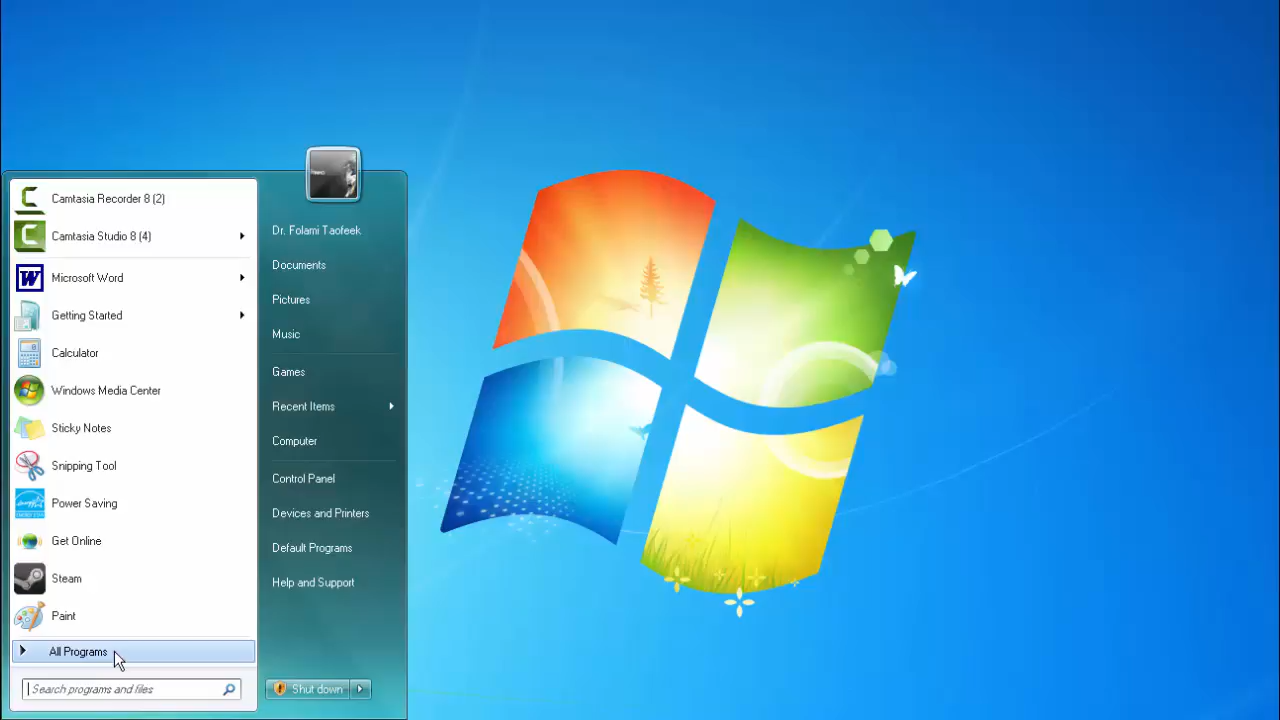 Camtasia Recorder 8 (2)
Camtasia Studio 8 (4)
Microsoft Word
Getting Started
Calculator
Windows Media Center
Sticky Notes
Snipping Tool
Power Saving
Get Online
Steam
Paint
All Programs
Search programs and files
Dr. Folami Taofeek
Documents
Pictures
Music
Games
Recent Items
Computer
Control Panel
Devices and Printers
Default Programs
Help and Support
Shut down